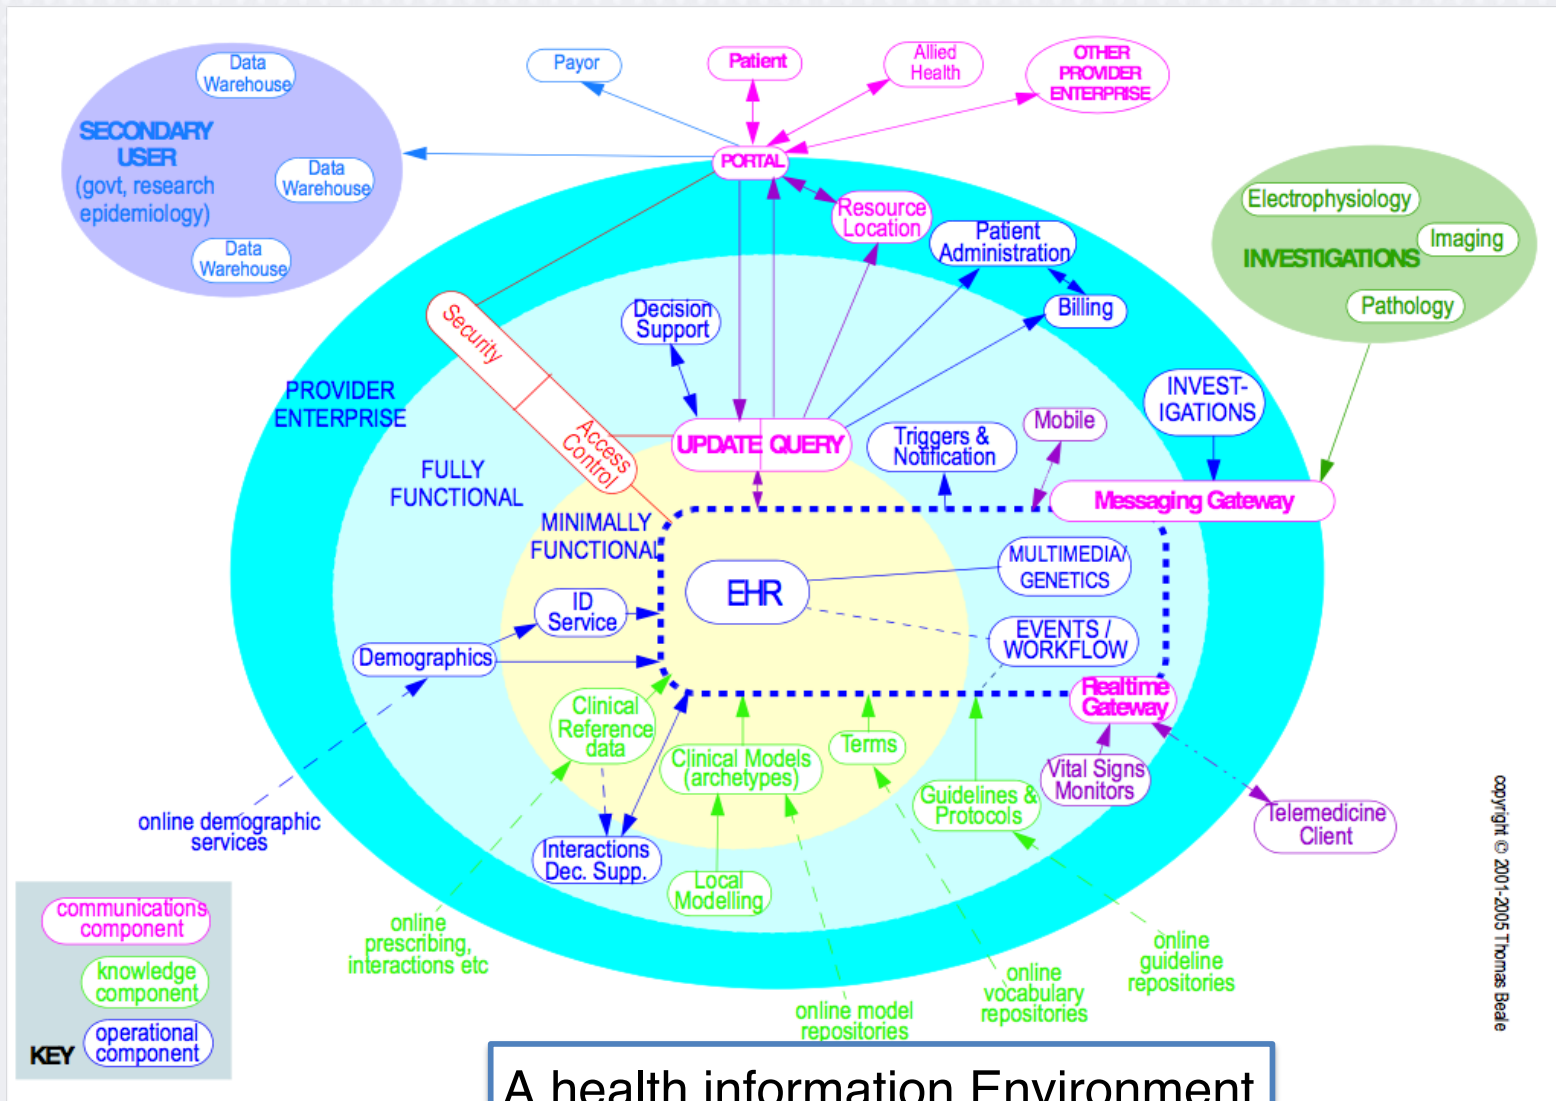 Data
Warehouse
SECONDARY
USER
(govt, research
epidemiology)
Data
Warehouse
Data
Warehouse
Payor
Patient
Allied
Health
OTHER
PROVIDER
ENTERPRISE
PORTAL
Resource
Location
Patient
Administration
Billing
Electrophysiology
Imaging
INVESTIGATIONS
Pathology
Security
Access
Control
Decision
Support
PROVIDER
ENTERPRISE
FULLY
FUNCTIONAL
MINIMALLY
FUNCTIONAL
UPDATE QUERY
Triggers &
Notification
Mobile
INVEST-
IGATIONS
Messaging Gateway
EHR
MULTIMEDIA/
GENETICS
EVENTS /
WORKFLOW
ID
Service
Demographics
Realtime
Gateway
Clinical
Reference
data
Clinical Models
(archetypes)
Terms
Guidelines &
Protocols
Vital Signs
Monitors
Telemedicine
Client
Interactions
Dec. Supp.
Local
Modelling
online demographic
services
online
prescribing,
interactions etc
online model
repositories
online
vocabulary
repositories
online
guideline
repositories
communications
component
knowledge
component
operational
component
KEY
copyright © 2001-2005 Thomas Beale
A health information Environment